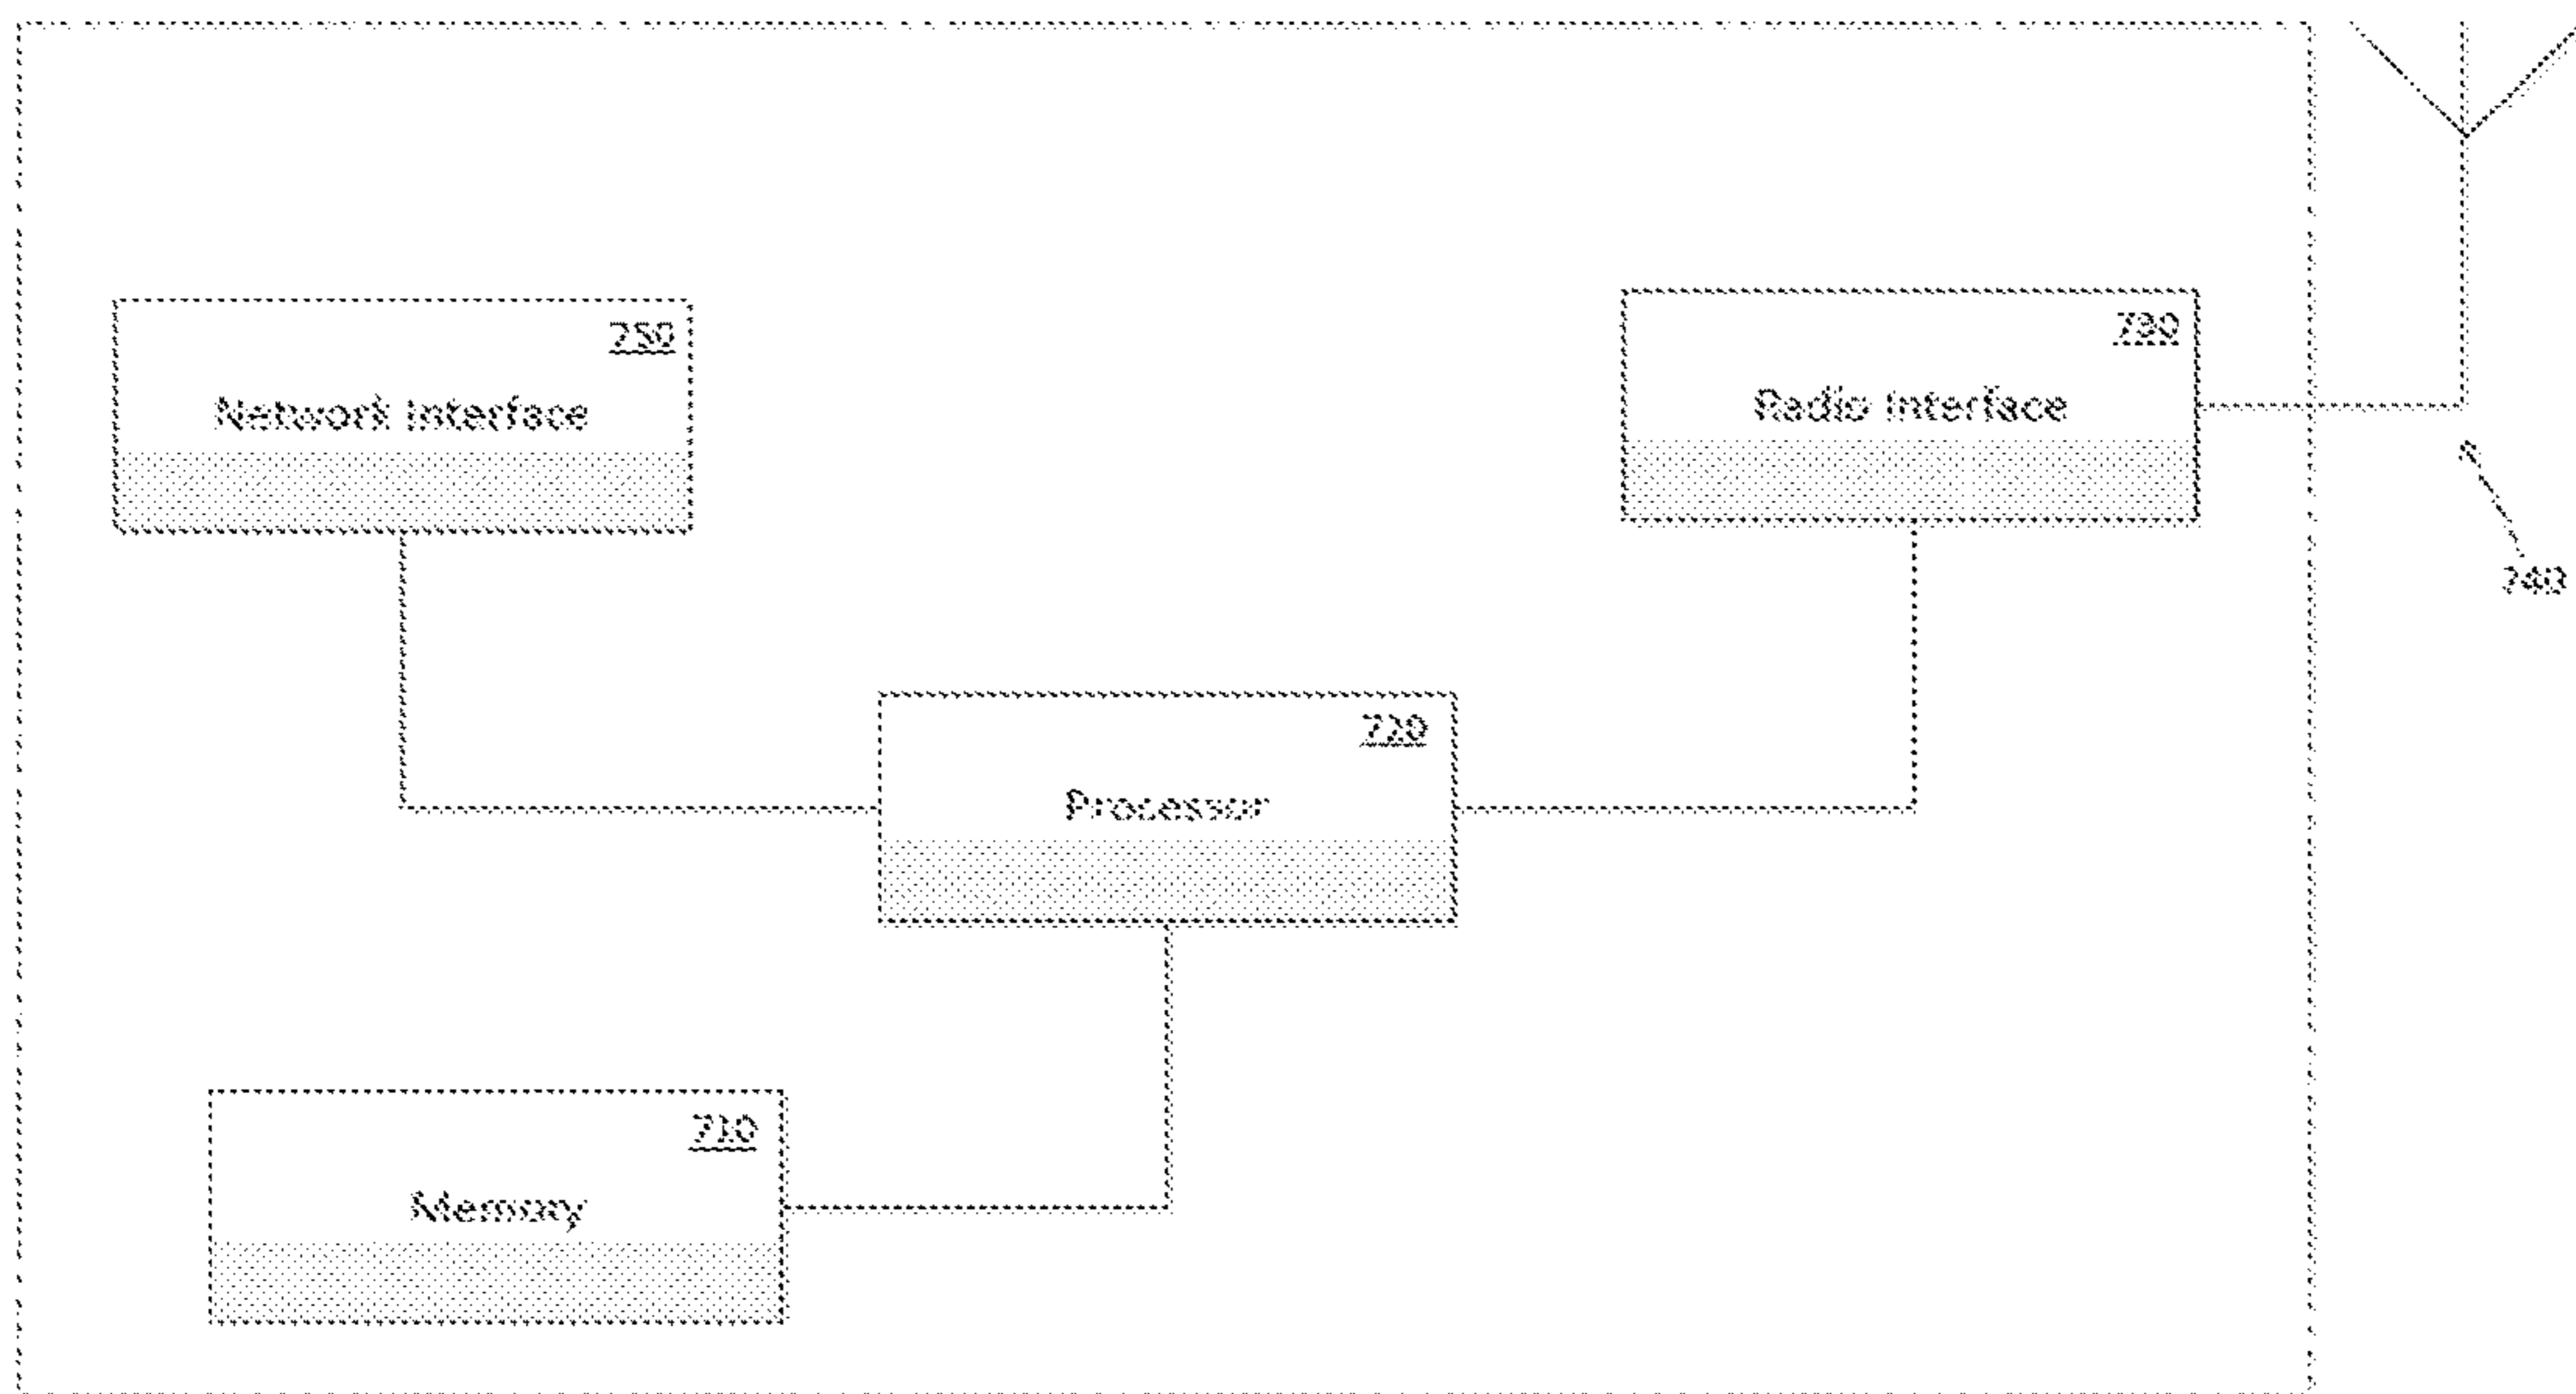 750
Network Interface
730
Radio Interface
740
720
Processor
710
Memory